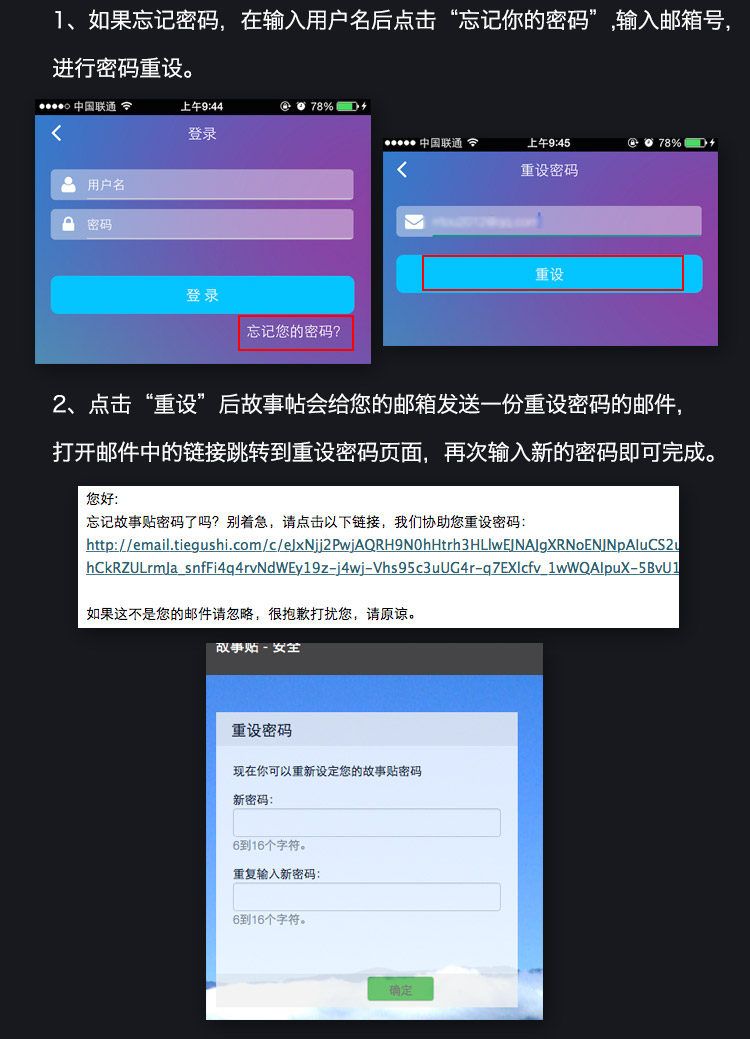 1、如果忘记密码，在输入用户名后点击“忘记你的密码”,输入邮箱号，
进行密码重设。
中国联通 上午9:44 78%
登录
用户名
密码
登 录
忘记您的密码?
中国联通 上午9:45 78%
重设密码
重设
2、点击“重设”后故事帖会给您的邮箱发送一份重设密码的邮件，
打开邮件中的链接跳转到重设密码页面，再次输入新的密码即可完成。
您好:
忘记故事贴密码了吗？别着急，请点击以下链接，我们协助您重设密码：
http://email.tiegushi.com/c/eJxNjj2PwjAQRH9N0hHtrh3HLlwEJNAJgXRNoENJNpAluCS2u
hCkRZULrmJa_snfFi4q4rvNdWEy19z-j4wj-Vhs95c3uUG4r-q7EXlcfv_1wWQAlpuX-5BvU1
如果这不是您的邮件请忽略，很抱歉打扰您，请原谅。
故事贴 - 安全
重设密码
现在你可以重新设定您的故事贴密码
新密码：
6到16个字符。
重复输入新密码：
6到16个字符。
确定